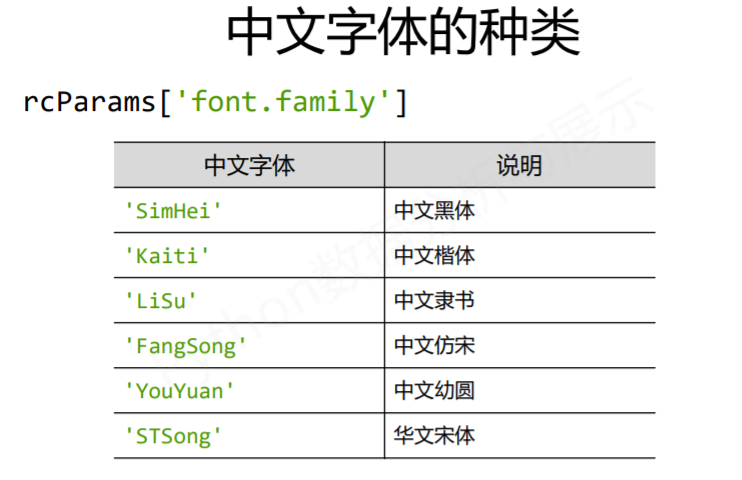 中文字体的种类
rcParams['font.family']
中文字体 说明
'SimHei' 中文黑体
'Kaiti' 中文楷体
'LiSu' 中文隶书
'FangSong' 中文仿宋
'YouYuan' 中文幼圆
'STSong' 华文宋体
Python数据分析与展示